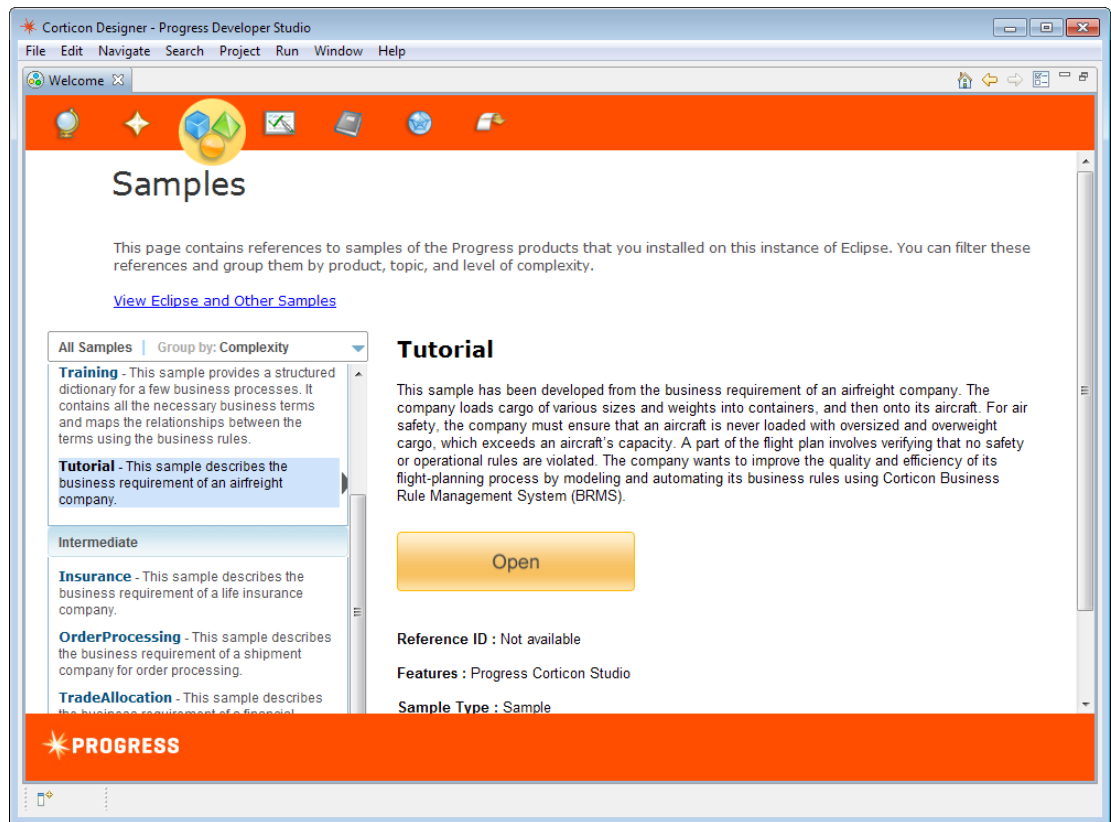 Corticon Designer - Progress Developer Studio
File Edit Navigate Search Project Run Window Help
Welcome
Samples
This page contains references to samples of the Progress products that you installed on this instance of Eclipse. You can filter these
references and group them by product, topic, and level of complexity.
View Eclipse and Other Samples
All Samples | Group by: Complexity
Training - This sample provides a structured
dictionary for a few business processes. It
contains all the necessary business terms
and maps the relationships between the
terms using the business rules.
Tutorial - This sample describes the
business requirement of an airfreight
company.
Intermediate
Insurance - This sample describes the
business requirement of a life insurance
company.
OrderProcessing - This sample describes
the business requirement of a shipment
company for order processing.
TradeAllocation - This sample describes
the business requirement of a financial
Tutorial
This sample has been developed from the business requirement of an airfreight company. The
company loads cargo of various sizes and weights into containers, and then onto its aircraft. For air
safety, the company must ensure that an aircraft is never loaded with oversized and overweight
cargo, which exceeds an aircraft's capacity. A part of the flight plan involves verifying that no safety
or operational rules are violated. The company wants to improve the quality and efficiency of its
flight-planning process by modeling and automating its business rules using Corticon Business
Rule Management System (BRMS).
Open
Reference ID : Not available
Features : Progress Corticon Studio
Sample Type : Sample
PROGRESS